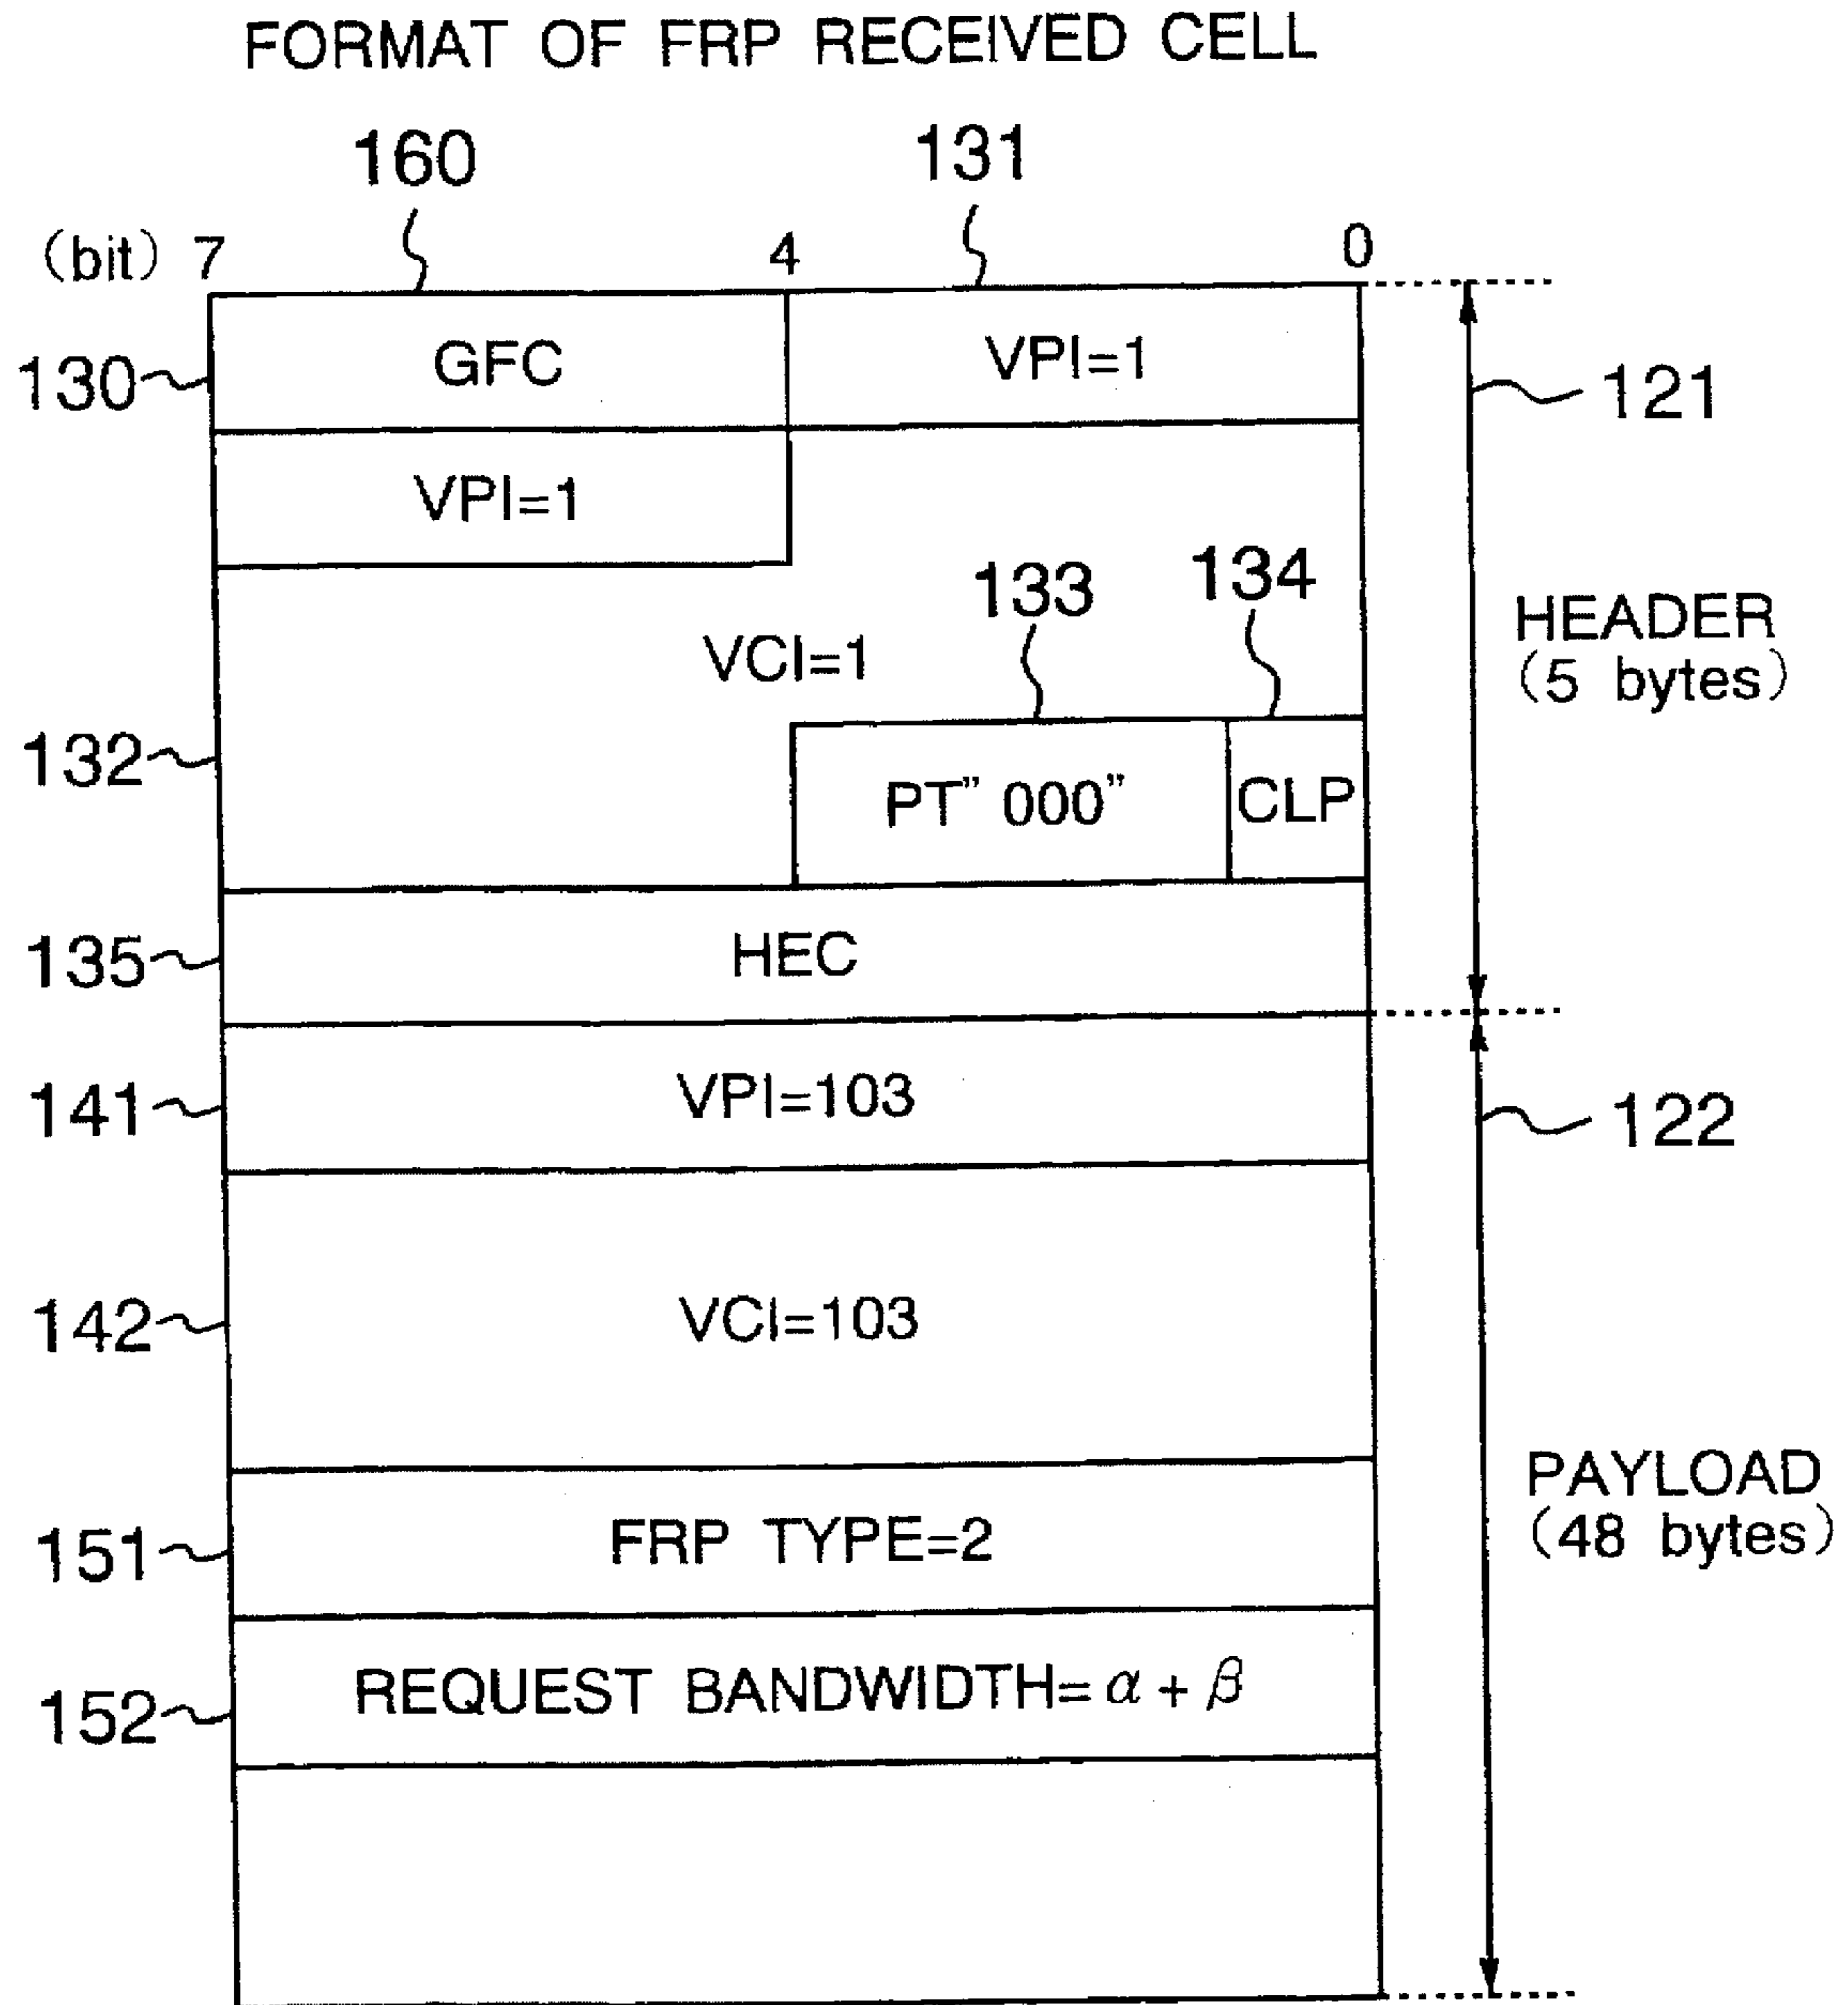 FORMAT OF FRP RECEIVED CELL
160 131
(bit) 7 4 0
130 GFC VPI=1 121
VPI=1
133 134
HEADER
VCI=1
(5 bytes)
132 PT" 000" CLP
135 HEC
141 VPI=103 122
142 VCI=103
PAYLOAD
151 FRP TYPE=2 (48 bytes)
152 REQUEST BANDWIDTH= α + β